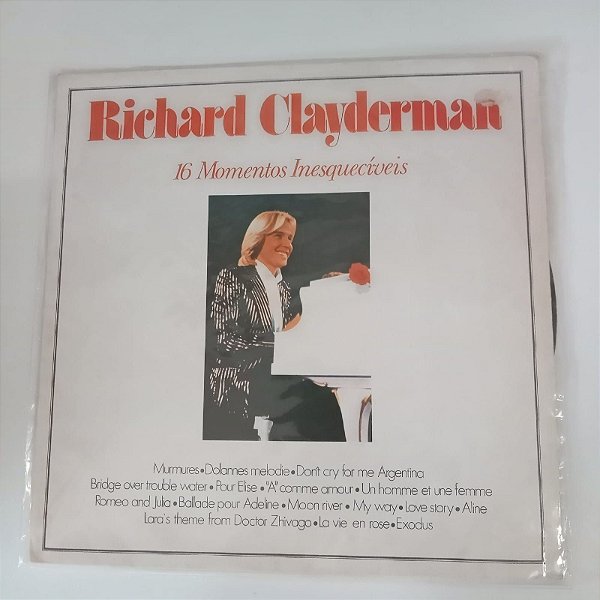 Richard Clayderman
16 Momentos Inesquecíveis
Murmures • Dolannes melodie • Don't cry for me Argentina
Bridge over trouble water • Pour Elise • "A" comme amour • Un homme et une femme
Romeo and Julia • Ballade pour Adeline • Moon river • My way • Love story • Aline
Lara's theme from Doctor Zhivago • La vie en rose • Exodus